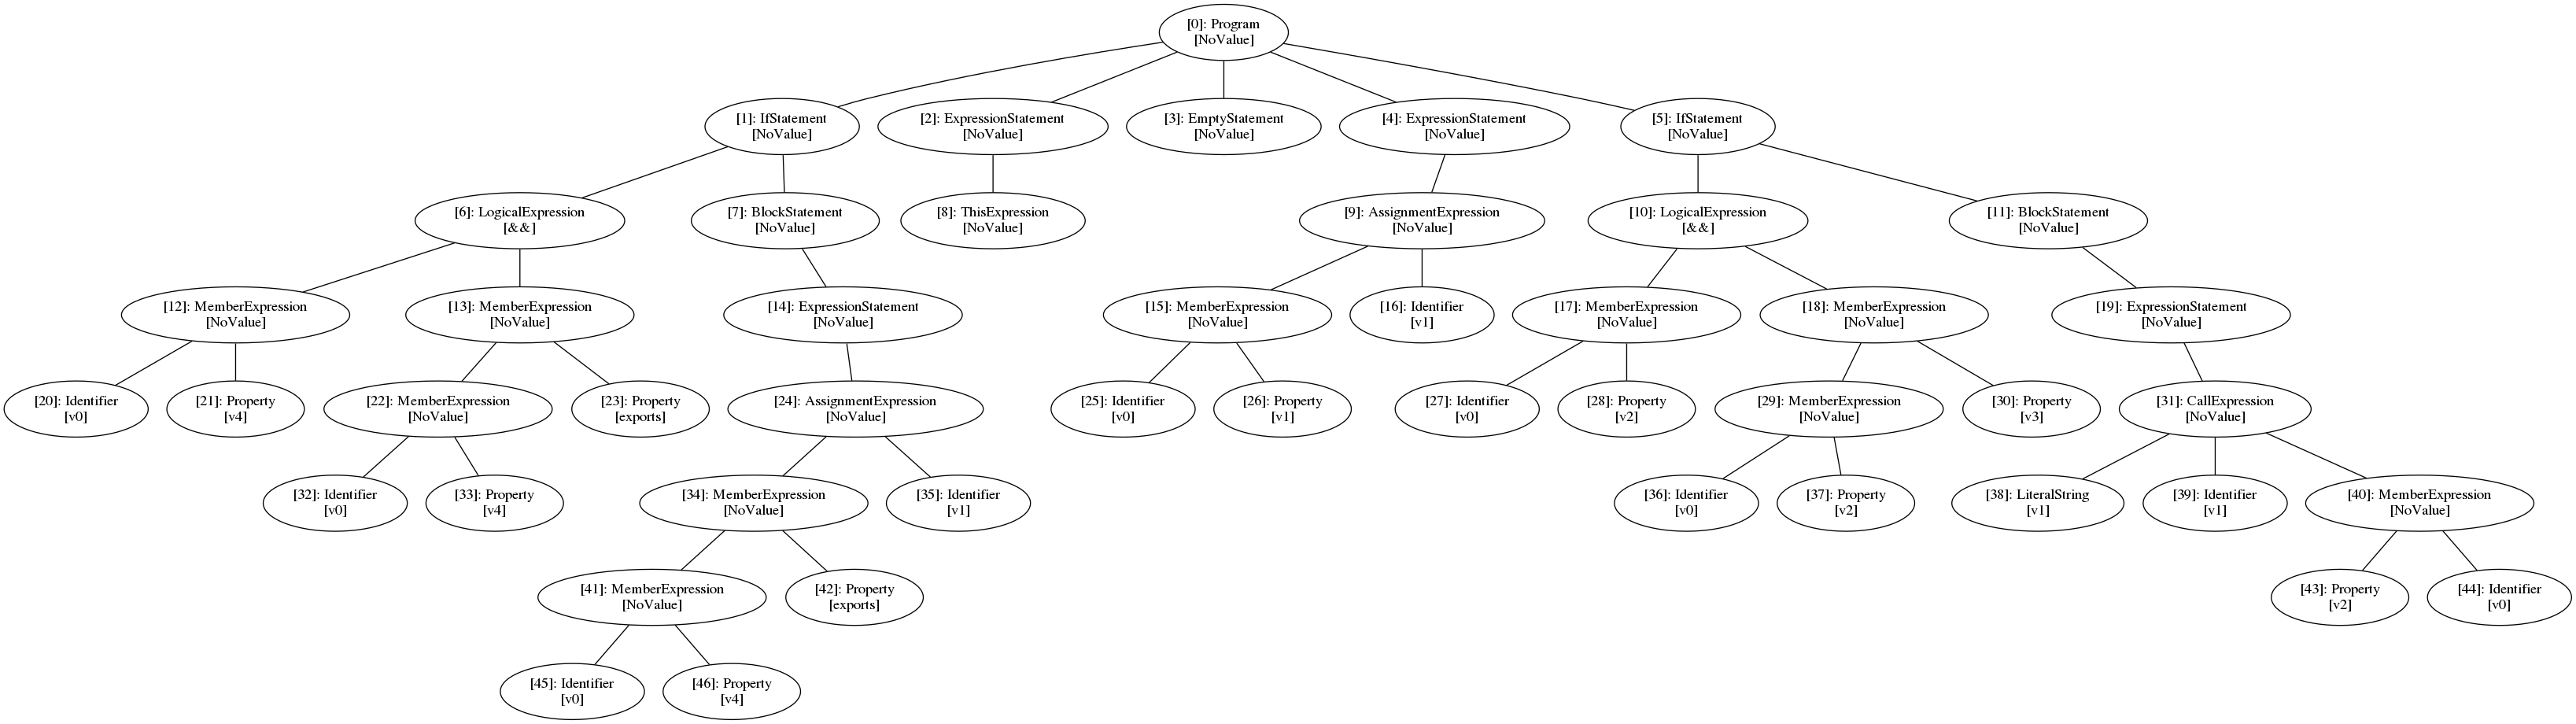 [0]: Program
[NoValue]
[1]: IfStatement
[NoValue]
[2]: ExpressionStatement
[NoValue]
[3]: EmptyStatement
[NoValue]
[4]: ExpressionStatement
[NoValue]
[5]: IfStatement
[NoValue]
[6]: LogicalExpression
[&&]
[7]: BlockStatement
[NoValue]
[8]: ThisExpression
[NoValue]
[9]: AssignmentExpression
[NoValue]
[10]: LogicalExpression
[&&]
[11]: BlockStatement
[NoValue]
[12]: MemberExpression
[NoValue]
[13]: MemberExpression
[NoValue]
[14]: ExpressionStatement
[NoValue]
[15]: MemberExpression
[NoValue]
[16]: Identifier
[v1]
[17]: MemberExpression
[NoValue]
[18]: MemberExpression
[NoValue]
[19]: ExpressionStatement
[NoValue]
[20]: Identifier
[v0]
[21]: Property
[v4]
[22]: MemberExpression
[NoValue]
[23]: Property
[exports]
[24]: AssignmentExpression
[NoValue]
[25]: Identifier
[v0]
[26]: Property
[v1]
[27]: Identifier
[v0]
[28]: Property
[v2]
[29]: MemberExpression
[NoValue]
[30]: Property
[v3]
[31]: CallExpression
[NoValue]
[32]: Identifier
[v0]
[33]: Property
[v4]
[34]: MemberExpression
[NoValue]
[35]: Identifier
[v1]
[36]: Identifier
[v0]
[37]: Property
[v2]
[38]: LiteralString
[v1]
[39]: Identifier
[v1]
[40]: MemberExpression
[NoValue]
[41]: MemberExpression
[NoValue]
[42]: Property
[exports]
[43]: Property
[v2]
[44]: Identifier
[v0]
[45]: Identifier
[v0]
[46]: Property
[v4]